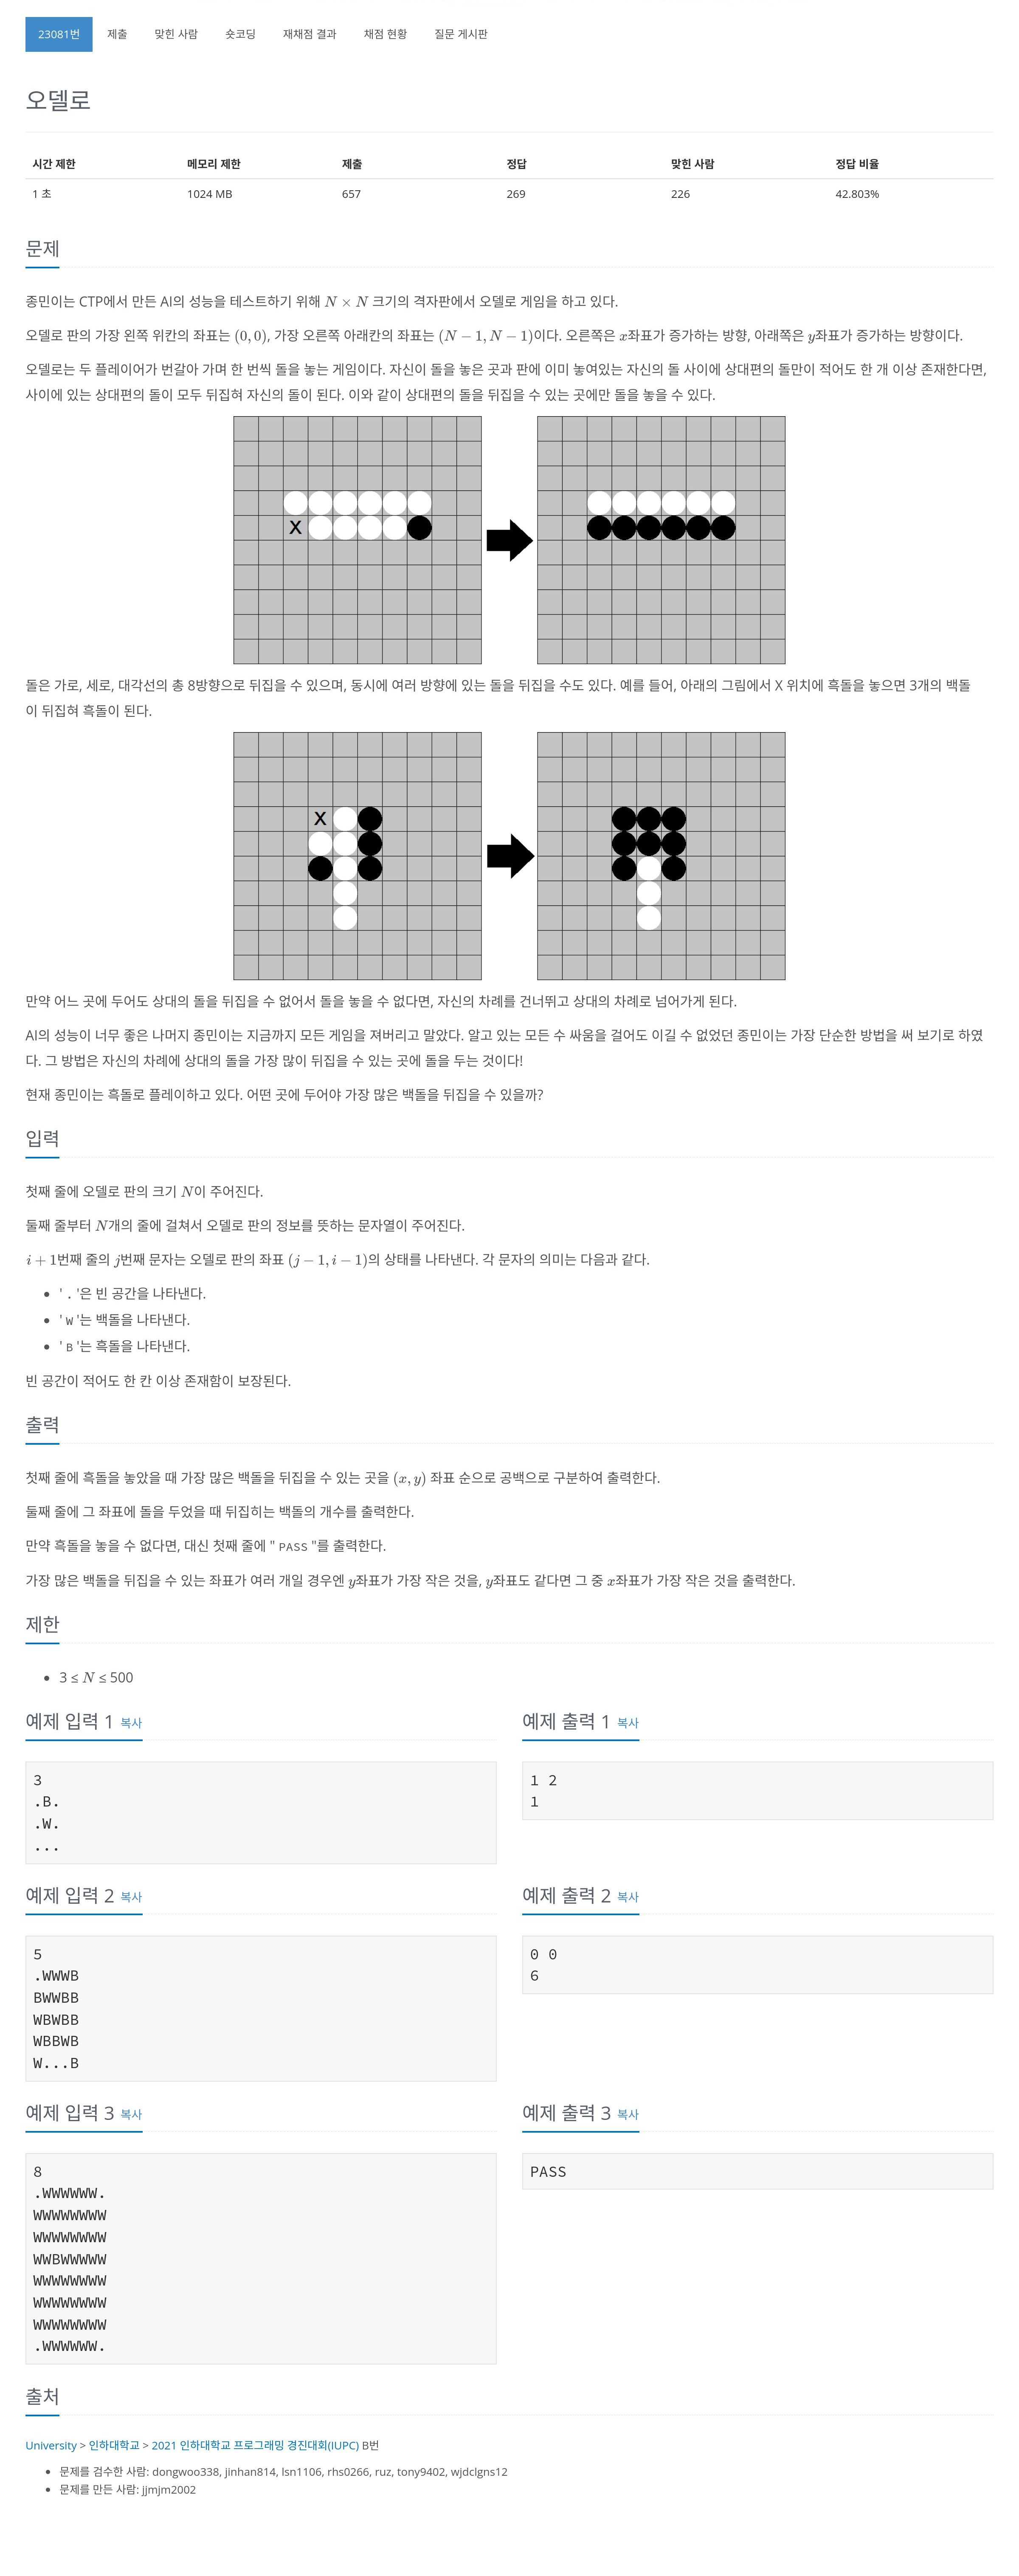 23081번 제출 맞힌 사람 숏코딩 재채점 결과 채점 현황 질문 게시판
오델로
시간 제한 메모리 제한 제출 정답 맞힌 사람 정답 비율
1 초 1024 MB 657 269 226 42.803%
문제
종민이는 CTP에서 만든 AI의 성능을 테스트하기 위해 N × N 크기의 격자판에서 오델로 게임을 하고 있다.
오델로 판의 가장 왼쪽 위칸의 좌표는 (0, 0), 가장 오른쪽 아래칸의 좌표는 (N − 1, N − 1)이다. 오른쪽은 x좌표가 증가하는 방향, 아래쪽은 y좌표가 증가하는 방향이다.
오델로는 두 플레이어가 번갈아 가며 한 번씩 돌을 놓는 게임이다. 자신이 돌을 놓은 곳과 판에 이미 놓여있는 자신의 돌 사이에 상대편의 돌만이 적어도 한 개 이상 존재한다면,
사이에 있는 상대편의 돌이 모두 뒤집혀 자신의 돌이 된다. 이와 같이 상대편의 돌을 뒤집을 수 있는 곳에만 돌을 놓을 수 있다.
X
돌은 가로, 세로, 대각선의 총 8방향으로 뒤집을 수 있으며, 동시에 여러 방향에 있는 돌을 뒤집을 수도 있다. 예를 들어, 아래의 그림에서 X 위치에 흑돌을 놓으면 3개의 백돌
이 뒤집혀 흑돌이 된다.
X
만약 어느 곳에 두어도 상대의 돌을 뒤집을 수 없어서 돌을 놓을 수 없다면, 자신의 차례를 건너뛰고 상대의 차례로 넘어가게 된다.
AI의 성능이 너무 좋은 나머지 종민이는 지금까지 모든 게임을 져버리고 말았다. 알고 있는 모든 수 싸움을 걸어도 이길 수 없었던 종민이는 가장 단순한 방법을 써 보기로 하였
다. 그 방법은 자신의 차례에 상대의 돌을 가장 많이 뒤집을 수 있는 곳에 돌을 두는 것이다!
현재 종민이는 흑돌로 플레이하고 있다. 어떤 곳에 두어야 가장 많은 백돌을 뒤집을 수 있을까?
입력
첫째 줄에 오델로 판의 크기 N이 주어진다.
둘째 줄부터 N개의 줄에 걸쳐서 오델로 판의 정보를 뜻하는 문자열이 주어진다.
i + 1번째 줄의 j번째 문자는 오델로 판의 좌표 (j − 1, i − 1)의 상태를 나타낸다. 각 문자의 의미는 다음과 같다.
• ' . '은 빈 공간을 나타낸다.
• ' W '는 백돌을 나타낸다.
• ' B '는 흑돌을 나타낸다.
빈 공간이 적어도 한 칸 이상 존재함이 보장된다.
출력
첫째 줄에 흑돌을 놓았을 때 가장 많은 백돌을 뒤집을 수 있는 곳을 (x, y) 좌표 순으로 공백으로 구분하여 출력한다.
둘째 줄에 그 좌표에 돌을 두었을 때 뒤집히는 백돌의 개수를 출력한다.
만약 흑돌을 놓을 수 없다면, 대신 첫째 줄에 " PASS "를 출력한다.
가장 많은 백돌을 뒤집을 수 있는 좌표가 여러 개일 경우엔 y좌표가 가장 작은 것을, y좌표도 같다면 그 중 x좌표가 가장 작은 것을 출력한다.
제한
• 3 ≤ N ≤ 500
예제 입력 1 복사
3
.B.
.W.
...
예제 출력 1 복사
1 2
1
예제 입력 2 복사
5
.WWWB
BWWBB
WBWBB
WBBWB
W...B
예제 출력 2 복사
0 0
6
예제 입력 3 복사
8
.WWWWWW.
WWWWWWWW
WWWWWWWW
WWBWWWWW
WWWWWWWW
WWWWWWWW
WWWWWWWW
.WWWWWW.
예제 출력 3 복사
PASS
출처
University > 인하대학교 > 2021 인하대학교 프로그래밍 경진대회(IUPC) B번
• 문제를 검수한 사람: dongwoo338, jinhan814, lsn1106, rhs0266, ruz, tony9402, wjdclgns12
• 문제를 만든 사람: jjmjm2002